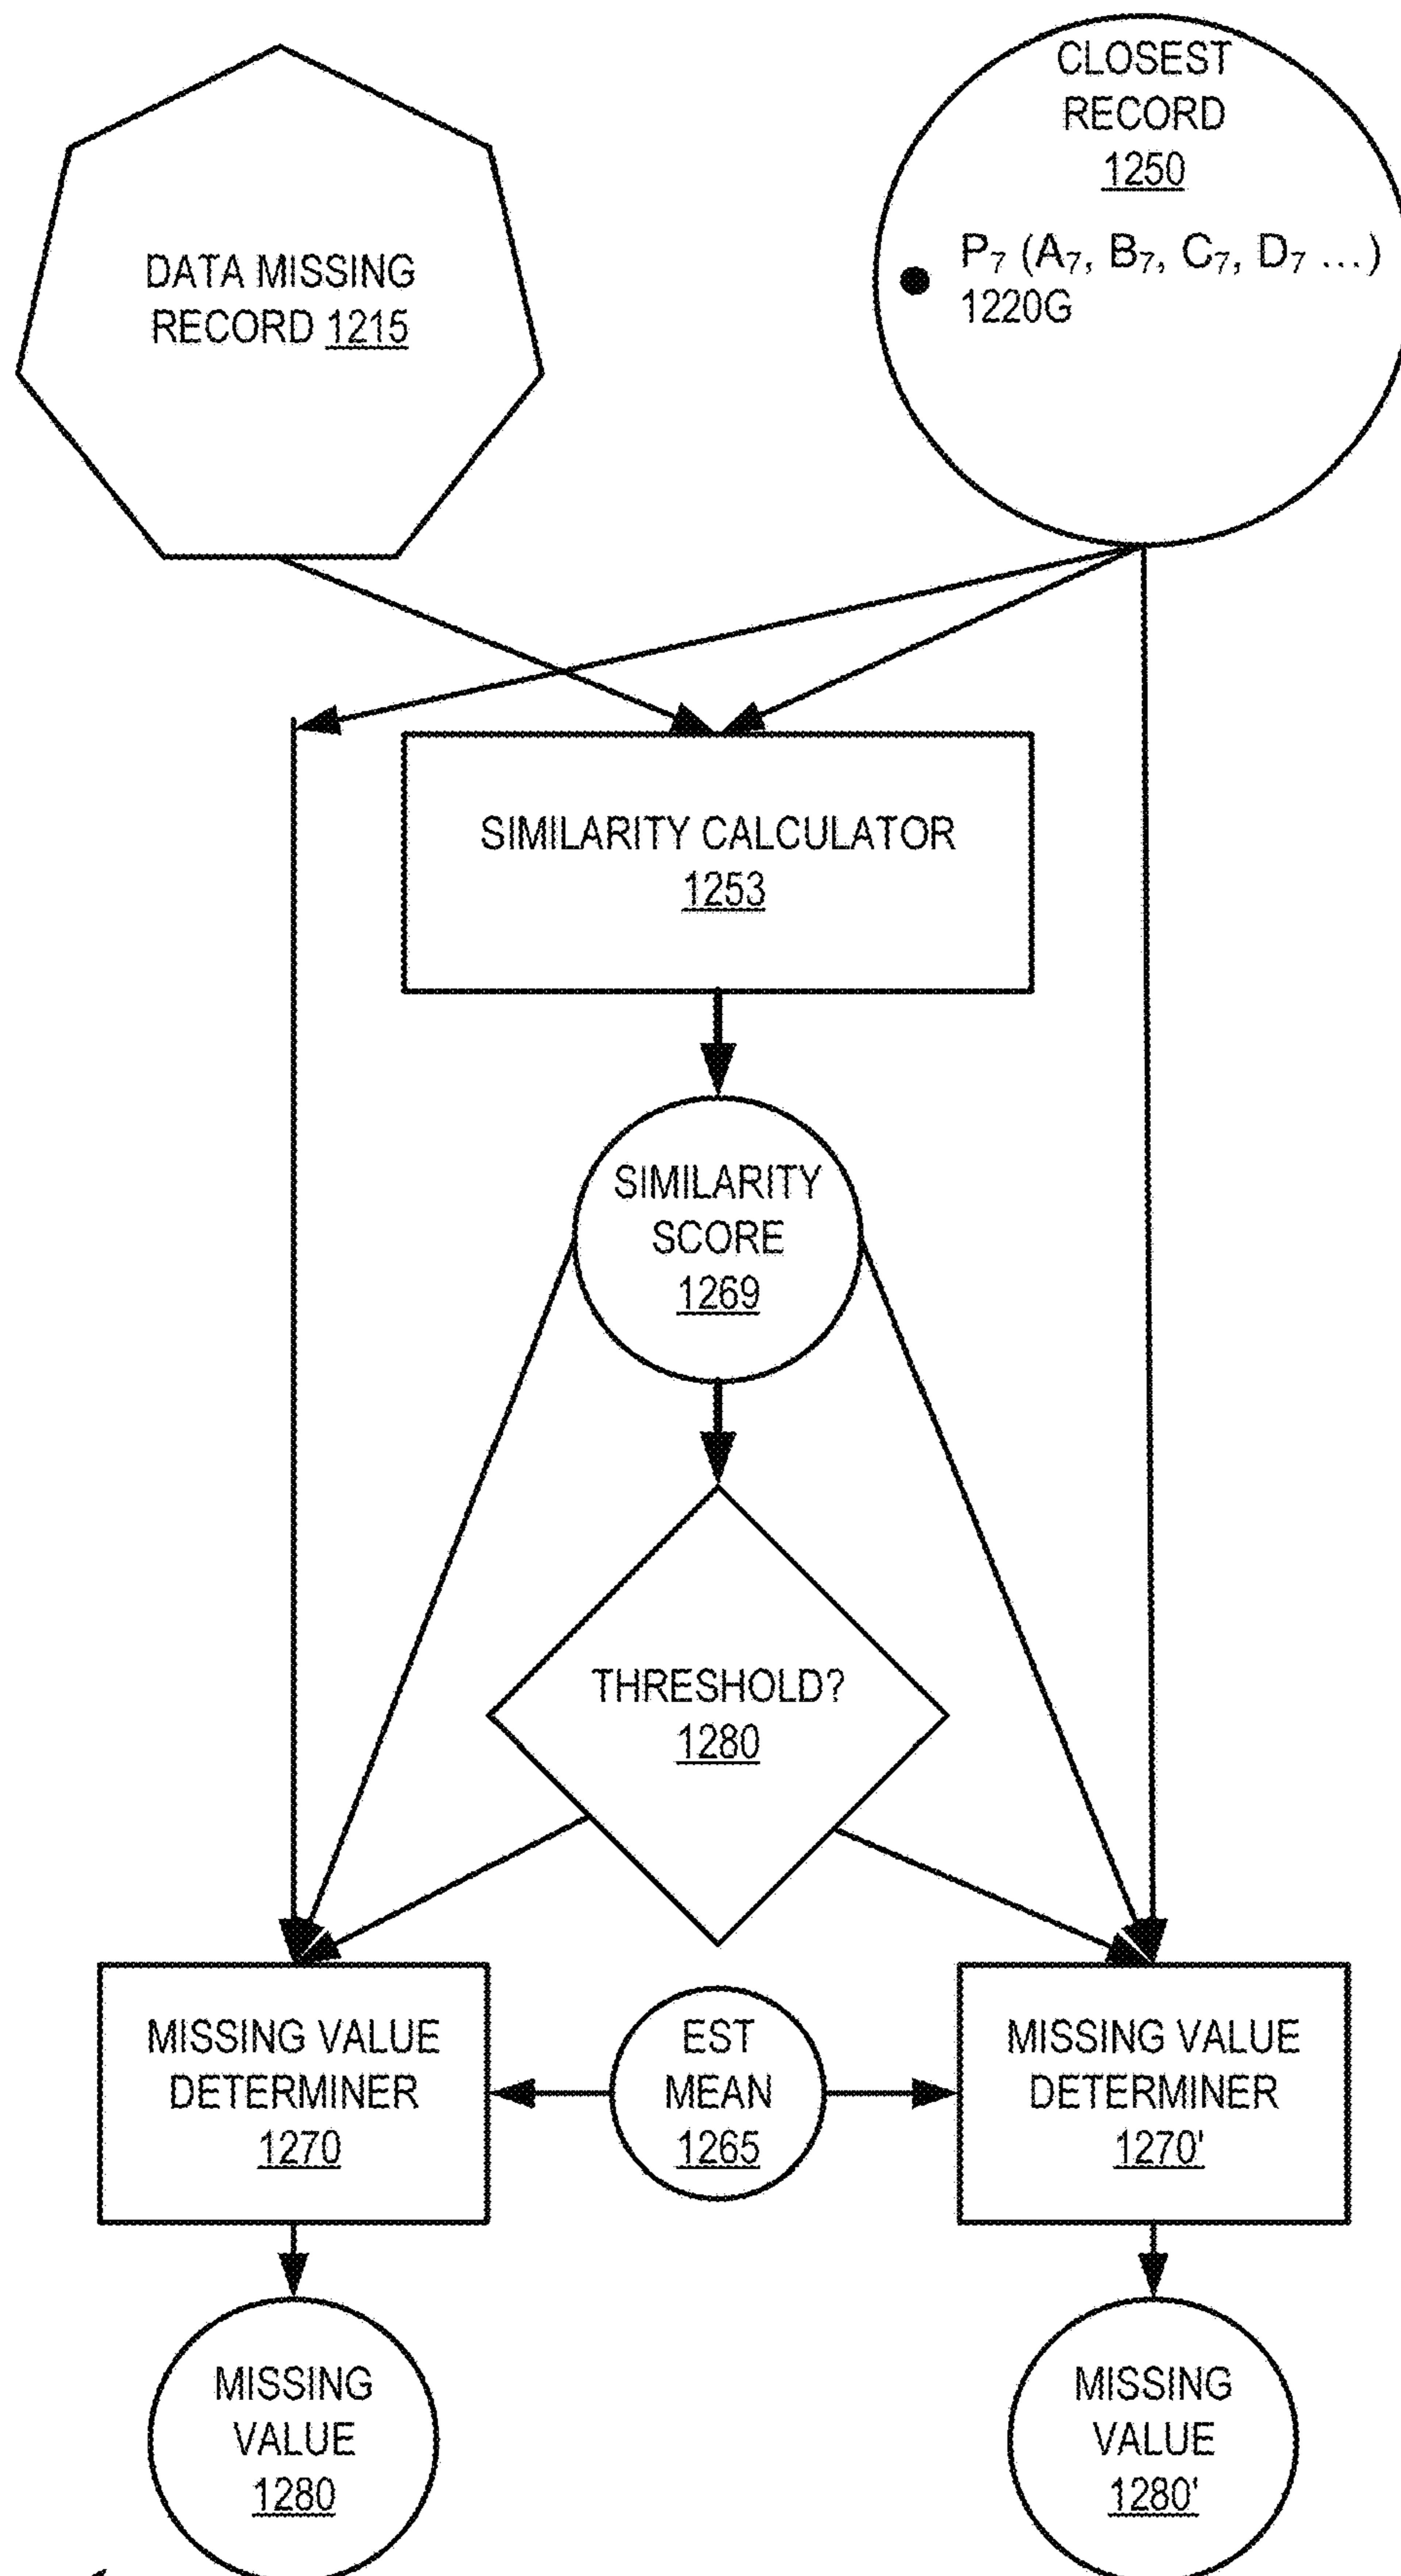 CLOSEST
RECORD
1250
P₇ (A₇, B₇, C₇, D₇ ...)
1220G
DATA MISSING
RECORD 1215
SIMILARITY CALCULATOR
1253
SIMILARITY
SCORE
1269
THRESHOLD?
1280
MISSING VALUE
DETERMINER
1270
EST
MEAN
1265
MISSING VALUE
DETERMINER
1270'
MISSING
VALUE
1280
MISSING
VALUE
1280'